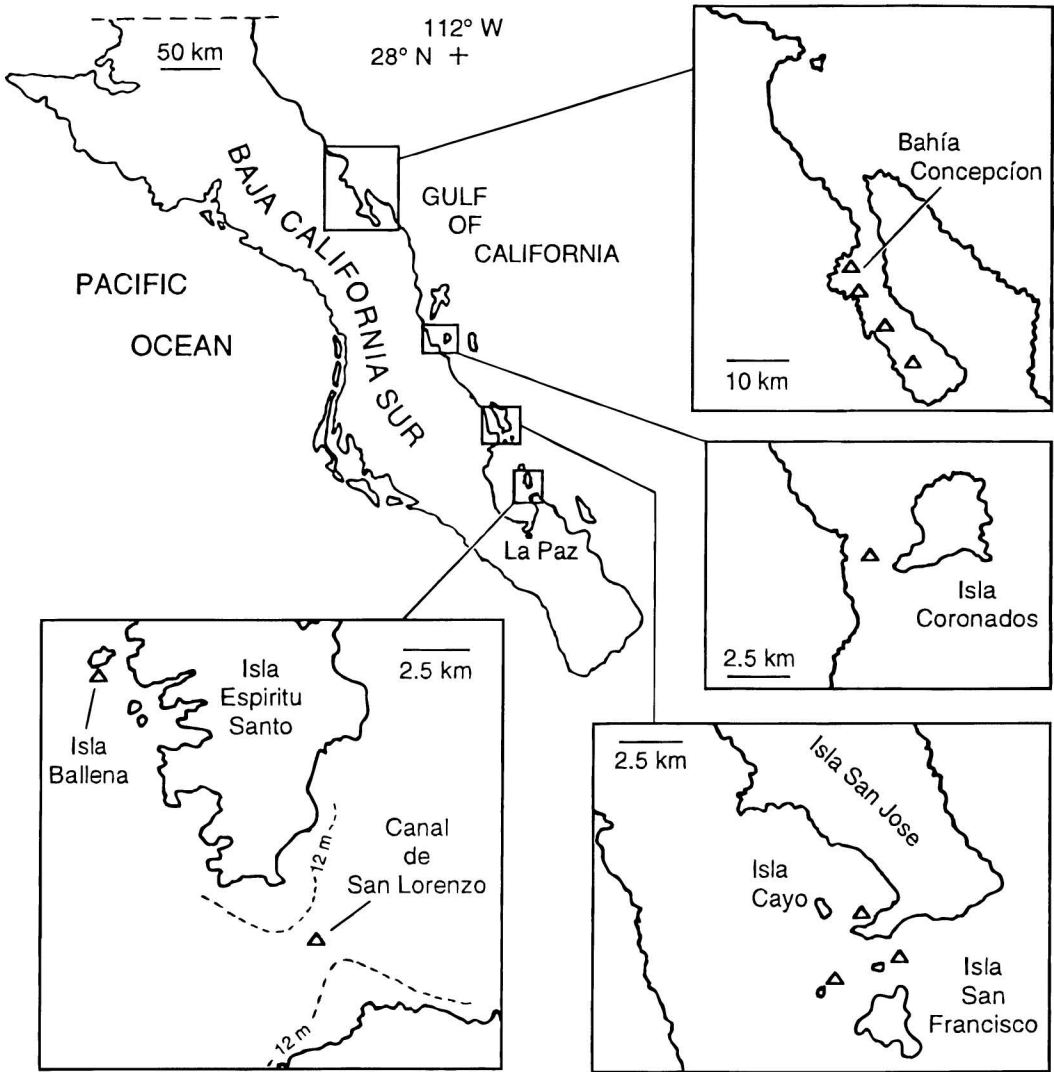 112° W
28° N
50 km
BAJA CALIFORNIA SUR
GULF
OF
CALIFORNIA
PACIFIC
OCEAN
La Paz
Bahía
Concepcíon
10 km
Isla
Coronados
2.5 km
2.5 km
Isla
Espiritu
Santo
Isla
Ballena
12 m
Canal
de
San Lorenzo
12 m
2.5 km
Isla San Jose
Isla
Cayo
Isla
San
Francisco